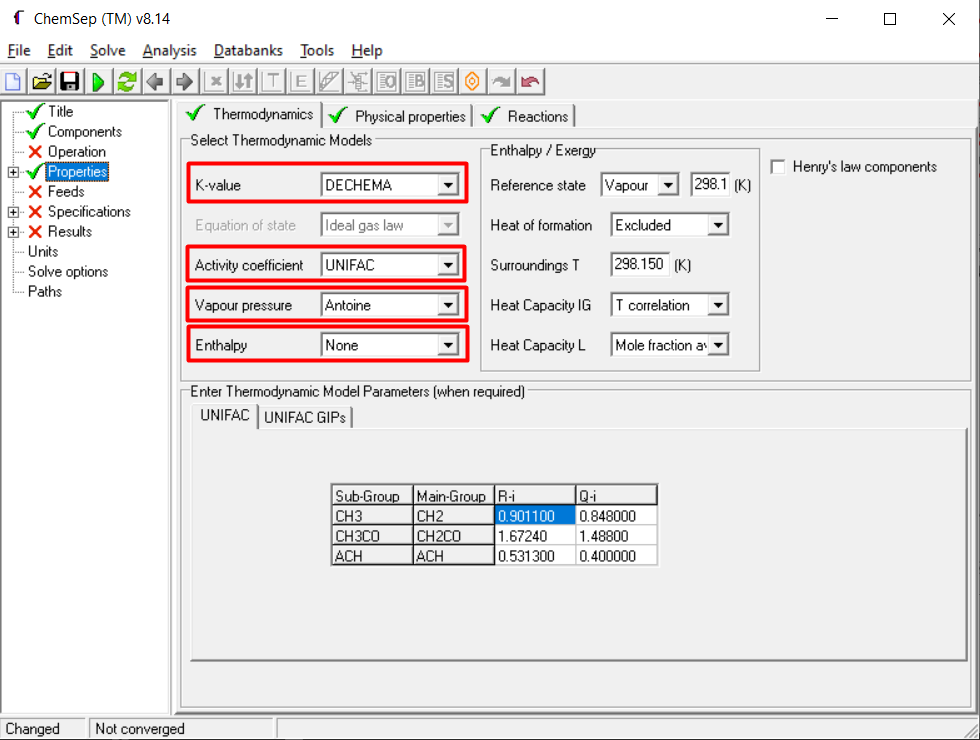 ChemSep (TM) v8.14
File Edit Solve Analysis Databanks Tools Help
Title
Components
Operation
Properties
Feeds
Specifications
Results
Units
Solve options
Paths
Thermodynamics Physical properties Reactions
Select Thermodynamic Models
K-value DECHEMA
Equation of state Ideal gas law
Activity coefficient UNIFAC
Vapour pressure Antoine
Enthalpy None
Enthalpy / Exergy
Reference state Vapour 298.1 (K)
Heat of formation Excluded
Surroundings T 298.150 (K)
Heat Capacity IG T correlation
Heat Capacity L Mole fraction av
Henry's law components
Enter Thermodynamic Model Parameters (when required)
UNIFAC UNIFAC GIPs
Sub-Group Main-Group R-i Q-i
CH3 CH2 0.901100 0.848000
CH3CO CH2CO 1.67240 1.48800
ACH ACH 0.531300 0.400000
Changed Not converged